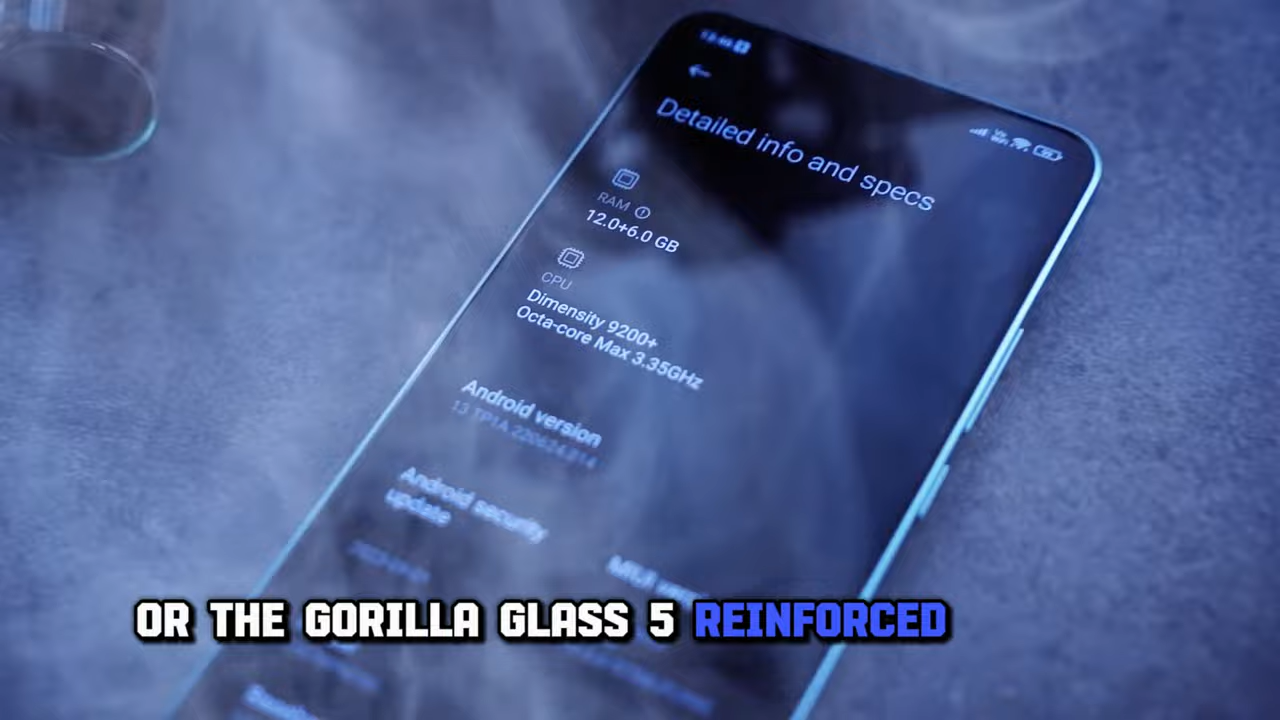 Detailed info and specs
RAM
12.0+6.0 GB
CPU
Dimensity 9200+
Octa-core Max 3.35GHz
Android version
Android security
update
MIUI
OR THE GORILLA GLASS 5 REINFORCED